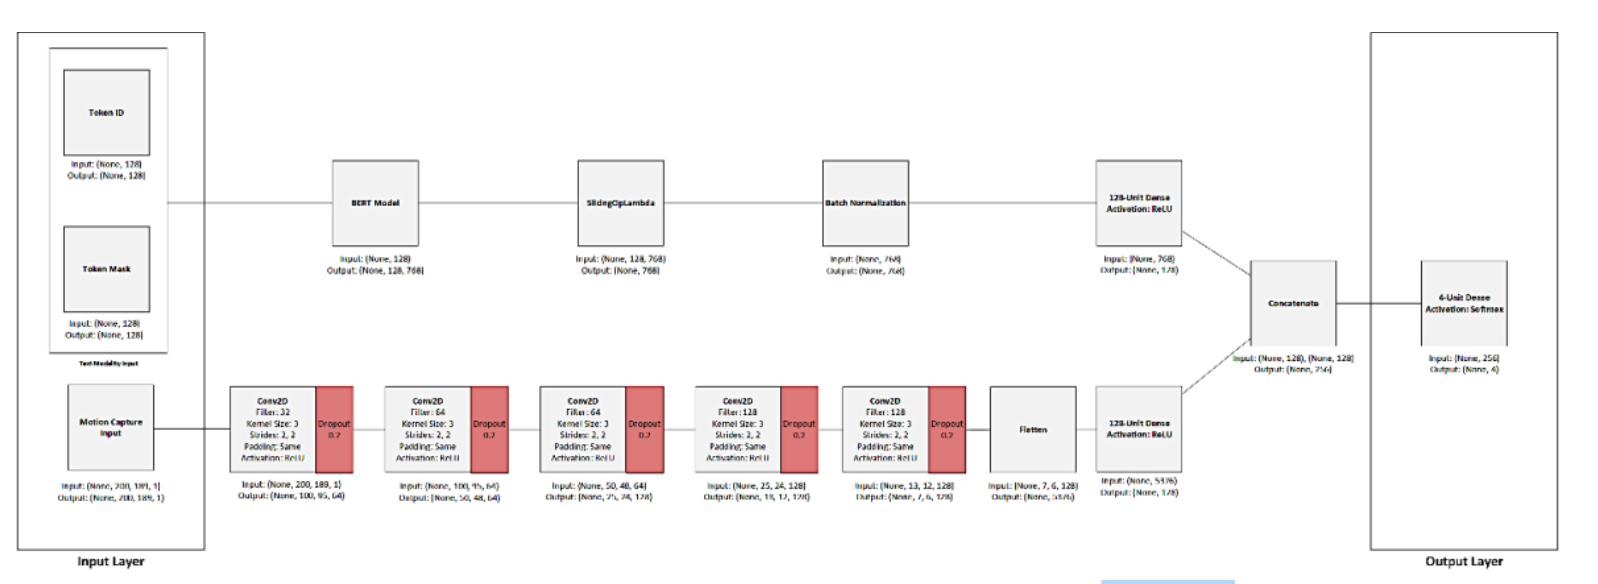 Token ID
Input: (None, 128)
Output: (None, 128)
Token Mask
Input: (None, 128)
Output: (None, 128)
Text Modality Input
Motion Capture
Input
Input: (None, 200, 189, 1)
Output: (None, 200, 189, 1)
Input Layer
BERT Model
Input: (None, 128)
Output: (None, 128, 768)
SlidingOpLambda
Input: (None, 128, 768)
Output: (None, 768)
Batch Normalization
Input: (None, 768)
Output: (None, 768)
128-Unit Dense
Activation: ReLU
Input: (None, 768)
Output: (None, 128)
Conv2D
Filter: 32
Kernel Size: 3
Strides: 2, 2
Padding: Same
Activation: ReLU
Dropout
0.2
Input: (None, 200, 189, 1)
Output: (None, 100, 95, 64)
Conv2D
Filter: 64
Kernel Size: 3
Strides: 2, 2
Padding: Same
Activation: ReLU
Dropout
0.2
Input: (None, 100, 95, 64)
Output: (None, 50, 48, 64)
Conv2D
Filter: 64
Kernel Size: 3
Strides: 2, 2
Padding: Same
Activation: ReLU
Dropout
0.2
Input: (None, 50, 48, 64)
Output: (None, 25, 24, 128)
Conv2D
Filter: 128
Kernel Size: 3
Strides: 2, 2
Padding: Same
Activation: ReLU
Dropout
0.2
Input: (None, 25, 24, 128)
Output: (None, 13, 12, 128)
Conv2D
Filter: 128
Kernel Size: 3
Strides: 2, 2
Padding: Same
Activation: ReLU
Dropout
0.2
Input: (None, 13, 12, 128)
Output: (None, 7, 6, 128)
Flatten
Input: (None, 7, 6, 128)
Output: (None, 5376)
128-Unit Dense
Activation: ReLU
Input: (None, 5376)
Output: (None, 128)
Concatenate
Input: (None, 128), (None, 128)
Output: (None, 256)
4-Unit Dense
Activation: Softmax
Input: (None, 256)
Output: (None, 4)
Output Layer